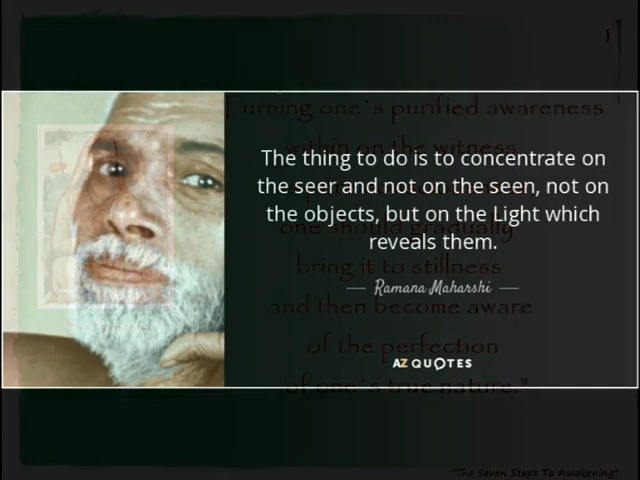 "Turning one's purified awareness
within on the witness
The thing to do is to concentrate on
the seer and not on the seen, not on
the objects, but on the Light which
reveals them.
one should gradually
bring it to stillness
Ramana Maharshi
and then become aware
of the perfection
AZ QUOTES
of one's true nature."
"The Seven Steps To Awakening"